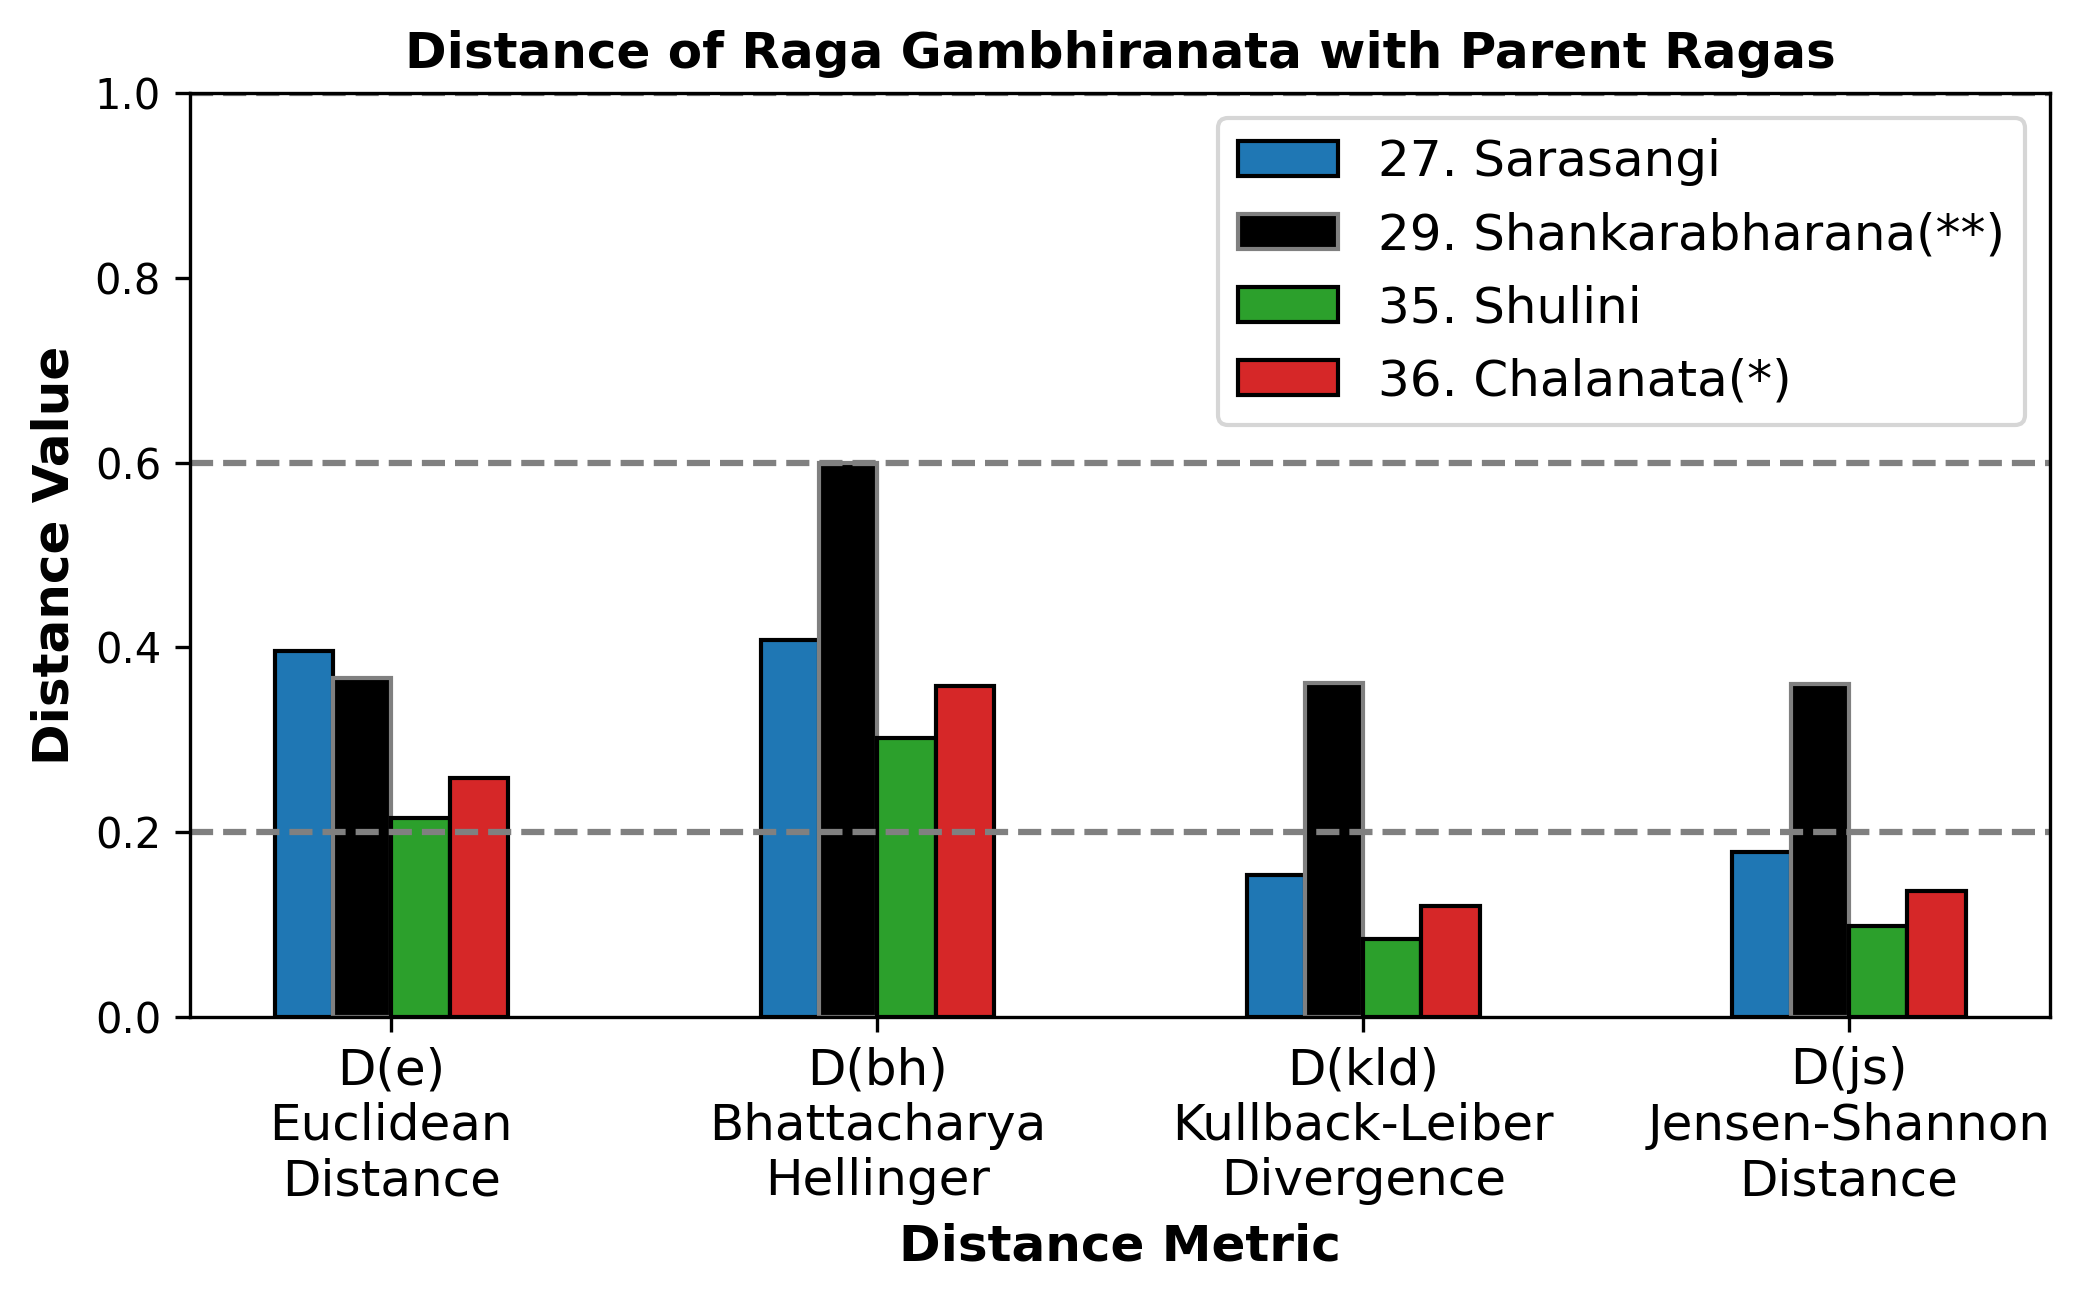 Distance of Raga Gambhiranata with Parent Ragas
1.0
0.8
0.6
0.4
0.2
0.0
Distance Value
27. Sarasangi
29. Shankarabharana(**)
35. Shulini
36. Chalanata(*)
D(e)
Euclidean
Distance
D(bh)
Bhattacharya
Hellinger
D(kld)
Kullback-Leiber
Divergence
D(js)
Jensen-Shannon
Distance
Distance Metric